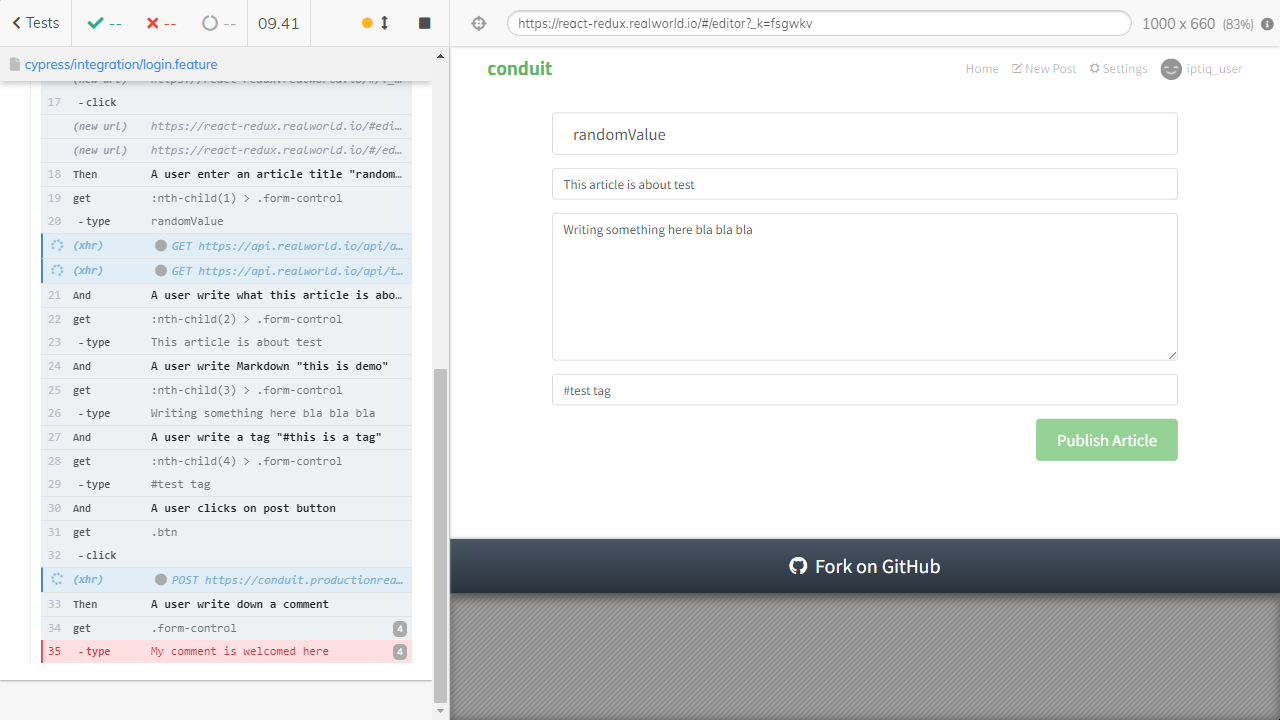 Tests
--
--
--
09.41
https://react-redux.realworld.io/#/editor?_k=fsgwkv
1000 x 660 (83%)
cypress/integration/login.feature
17 -click
(new url) https://react-redux.realworld.io/#edi…
(new url) https://react-redux.realworld.io/#/ed…
18 Then A user enter an article title "random…
19 get :nth-child(1) > .form-control
20 -type randomValue
(xhr) GET https://api.realworld.io/api/a…
(xhr) GET https://api.realworld.io/api/t…
21 And A user write what this article is abo…
22 get :nth-child(2) > .form-control
23 -type This article is about test
24 And A user write Markdown "this is demo"
25 get :nth-child(3) > .form-control
26 -type Writing something here bla bla bla
27 And A user write a tag "#this is a tag"
28 get :nth-child(4) > .form-control
29 -type #test tag
30 And A user clicks on post button
31 get .btn
32 -click
(xhr) POST https://conduit.productionrea…
33 Then A user write down a comment
34 get .form-control 4
35 -type My comment is welcomed here 4
conduit
Home New Post Settings iptiq_user
randomValue
This article is about test
Writing something here bla bla bla
#test tag
Publish Article
Fork on GitHub